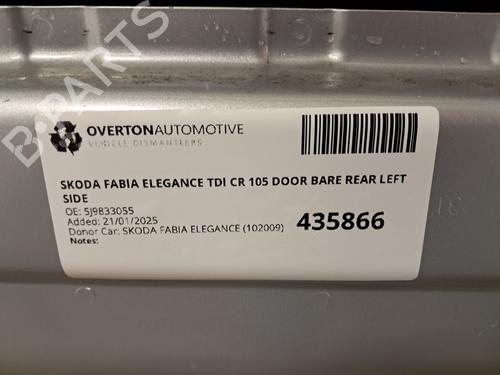 OVERTONAUTOMOTIVE
VEHICLE DISMANTLERS
SKODA FABIA ELEGANCE TDI CR 105 DOOR BARE REAR LEFT
SIDE
OE: 5J9833055
Added: 21/01/2025
Donor Car: SKODA FABIA ELEGANCE (102009)
Notes:
435866
B-PARTS